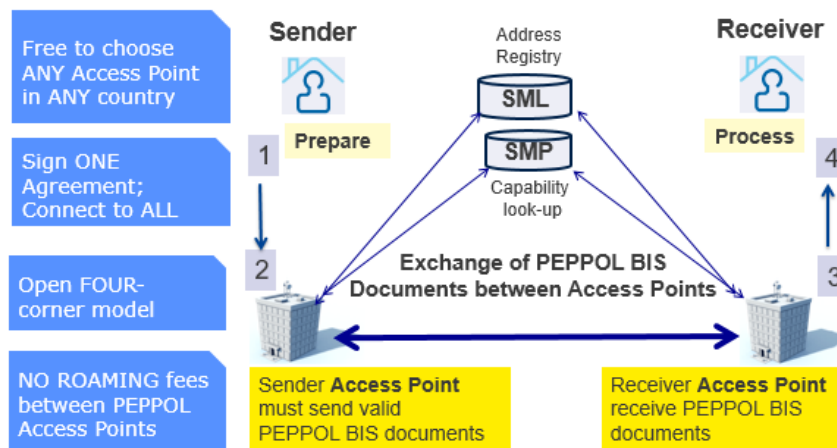 Free to choose
ANY Access Point
in ANY country
Sign ONE
Agreement;
Connect to ALL
Open FOUR-
corner model
NO ROAMING fees
between PEPPOL
Access Points
Sender
Prepare
1
2
Address
Registry
SML
SMP
Capability
look-up
Receiver
Process
4
3
Exchange of PEPPOL BIS
Documents between Access Points
Sender Access Point
must send valid
PEPPOL BIS documents
Receiver Access Point
receive PEPPOL BIS
documents